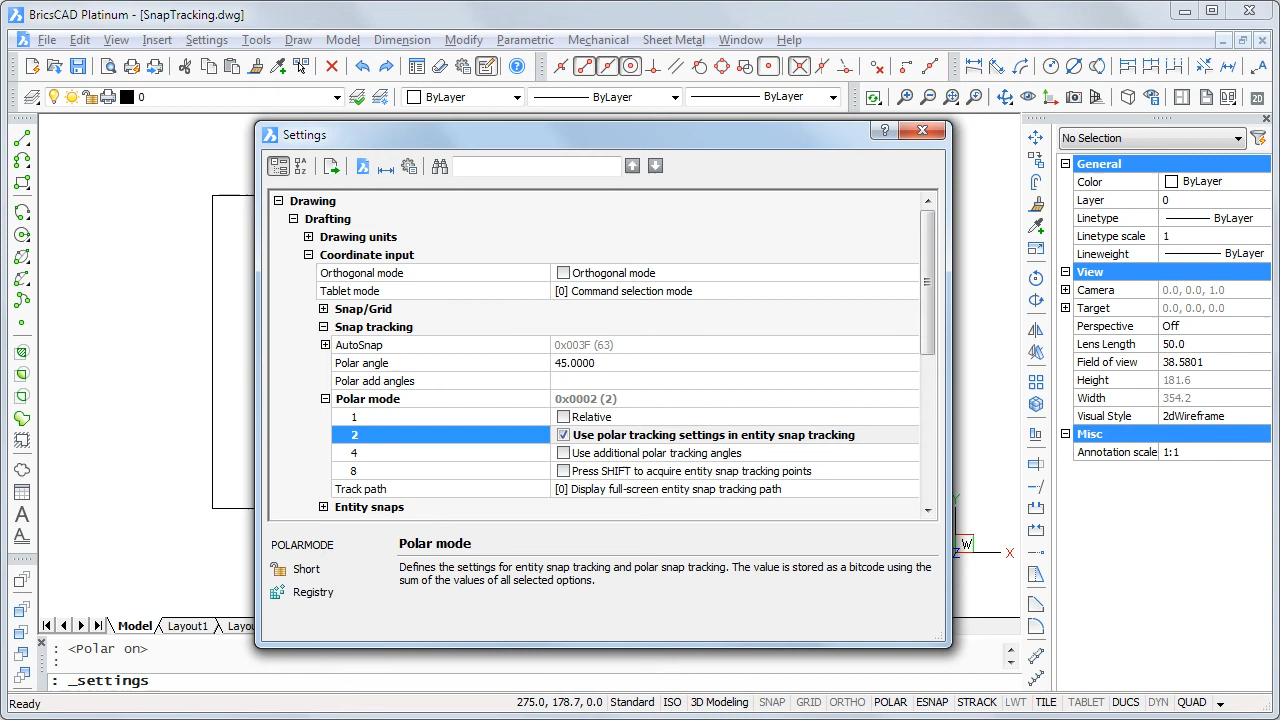 BricsCAD Platinum - [SnapTracking.dwg]
File Edit View Insert Settings Tools Draw Model Dimension Modify Parametric Mechanical Sheet Metal Window Help
0 ByLayer ByLayer ByLayer
Settings
Drawing
Drafting
Drawing units
Coordinate input
Orthogonal mode Orthogonal mode
Tablet mode [0] Command selection mode
Snap/Grid
Snap tracking
AutoSnap 0x003F (63)
Polar angle 45.0000
Polar add angles
Polar mode 0x0002 (2)
1 Relative
2 Use polar tracking settings in entity snap tracking
4 Use additional polar tracking angles
8 Press SHIFT to acquire entity snap tracking points
Track path [0] Display full-screen entity snap tracking path
Entity snaps
POLARMODE
Short
Registry
Polar mode
Defines the settings for entity snap tracking and polar snap tracking. The value is stored as a bitcode using the
sum of the values of all selected options.
No Selection
General
Color ByLayer
Layer 0
Linetype ByLayer
Linetype scale 1
Lineweight ByLayer
View
Camera 0.0, 0.0, 1.0
Target 0.0, 0.0, 0.0
Perspective Off
Lens Length 50.0
Field of view 38.5801
Height 181.6
Width 354.2
Visual Style 2dWireframe
Misc
Annotation scale 1:1
Y
W
Z
X
Model Layout1 Layou
: <Polar on>
:
: _settings
Ready 275.0, 178.7, 0.0 Standard ISO 3D Modeling SNAP GRID ORTHO POLAR ESNAP STRACK LWT TILE TABLET DUCS DYN QUAD